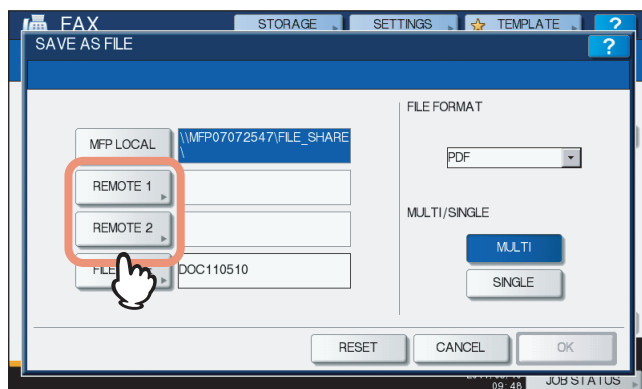 FAX
STORAGE
SETTINGS
TEMPLATE
?
SAVE AS FILE
?
MFP LOCAL
\\MFP07072547\FILE_SHARE
\
REMOTE 1
REMOTE 2
DOC110510
FILE FORMAT
PDF
MULTI/SINGLE
MULTI
SINGLE
RESET
CANCEL
OK
09:48
JOB STATUS